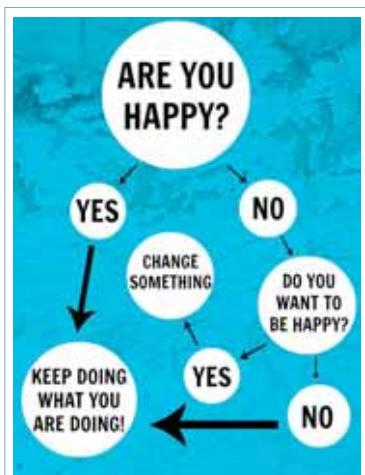 ARE YOU
HAPPY?
YES
NO
CHANGE
SOMETHING
DO YOU
WANT TO
BE HAPPY?
YES
KEEP DOING
WHAT YOU
ARE DOING!
NO